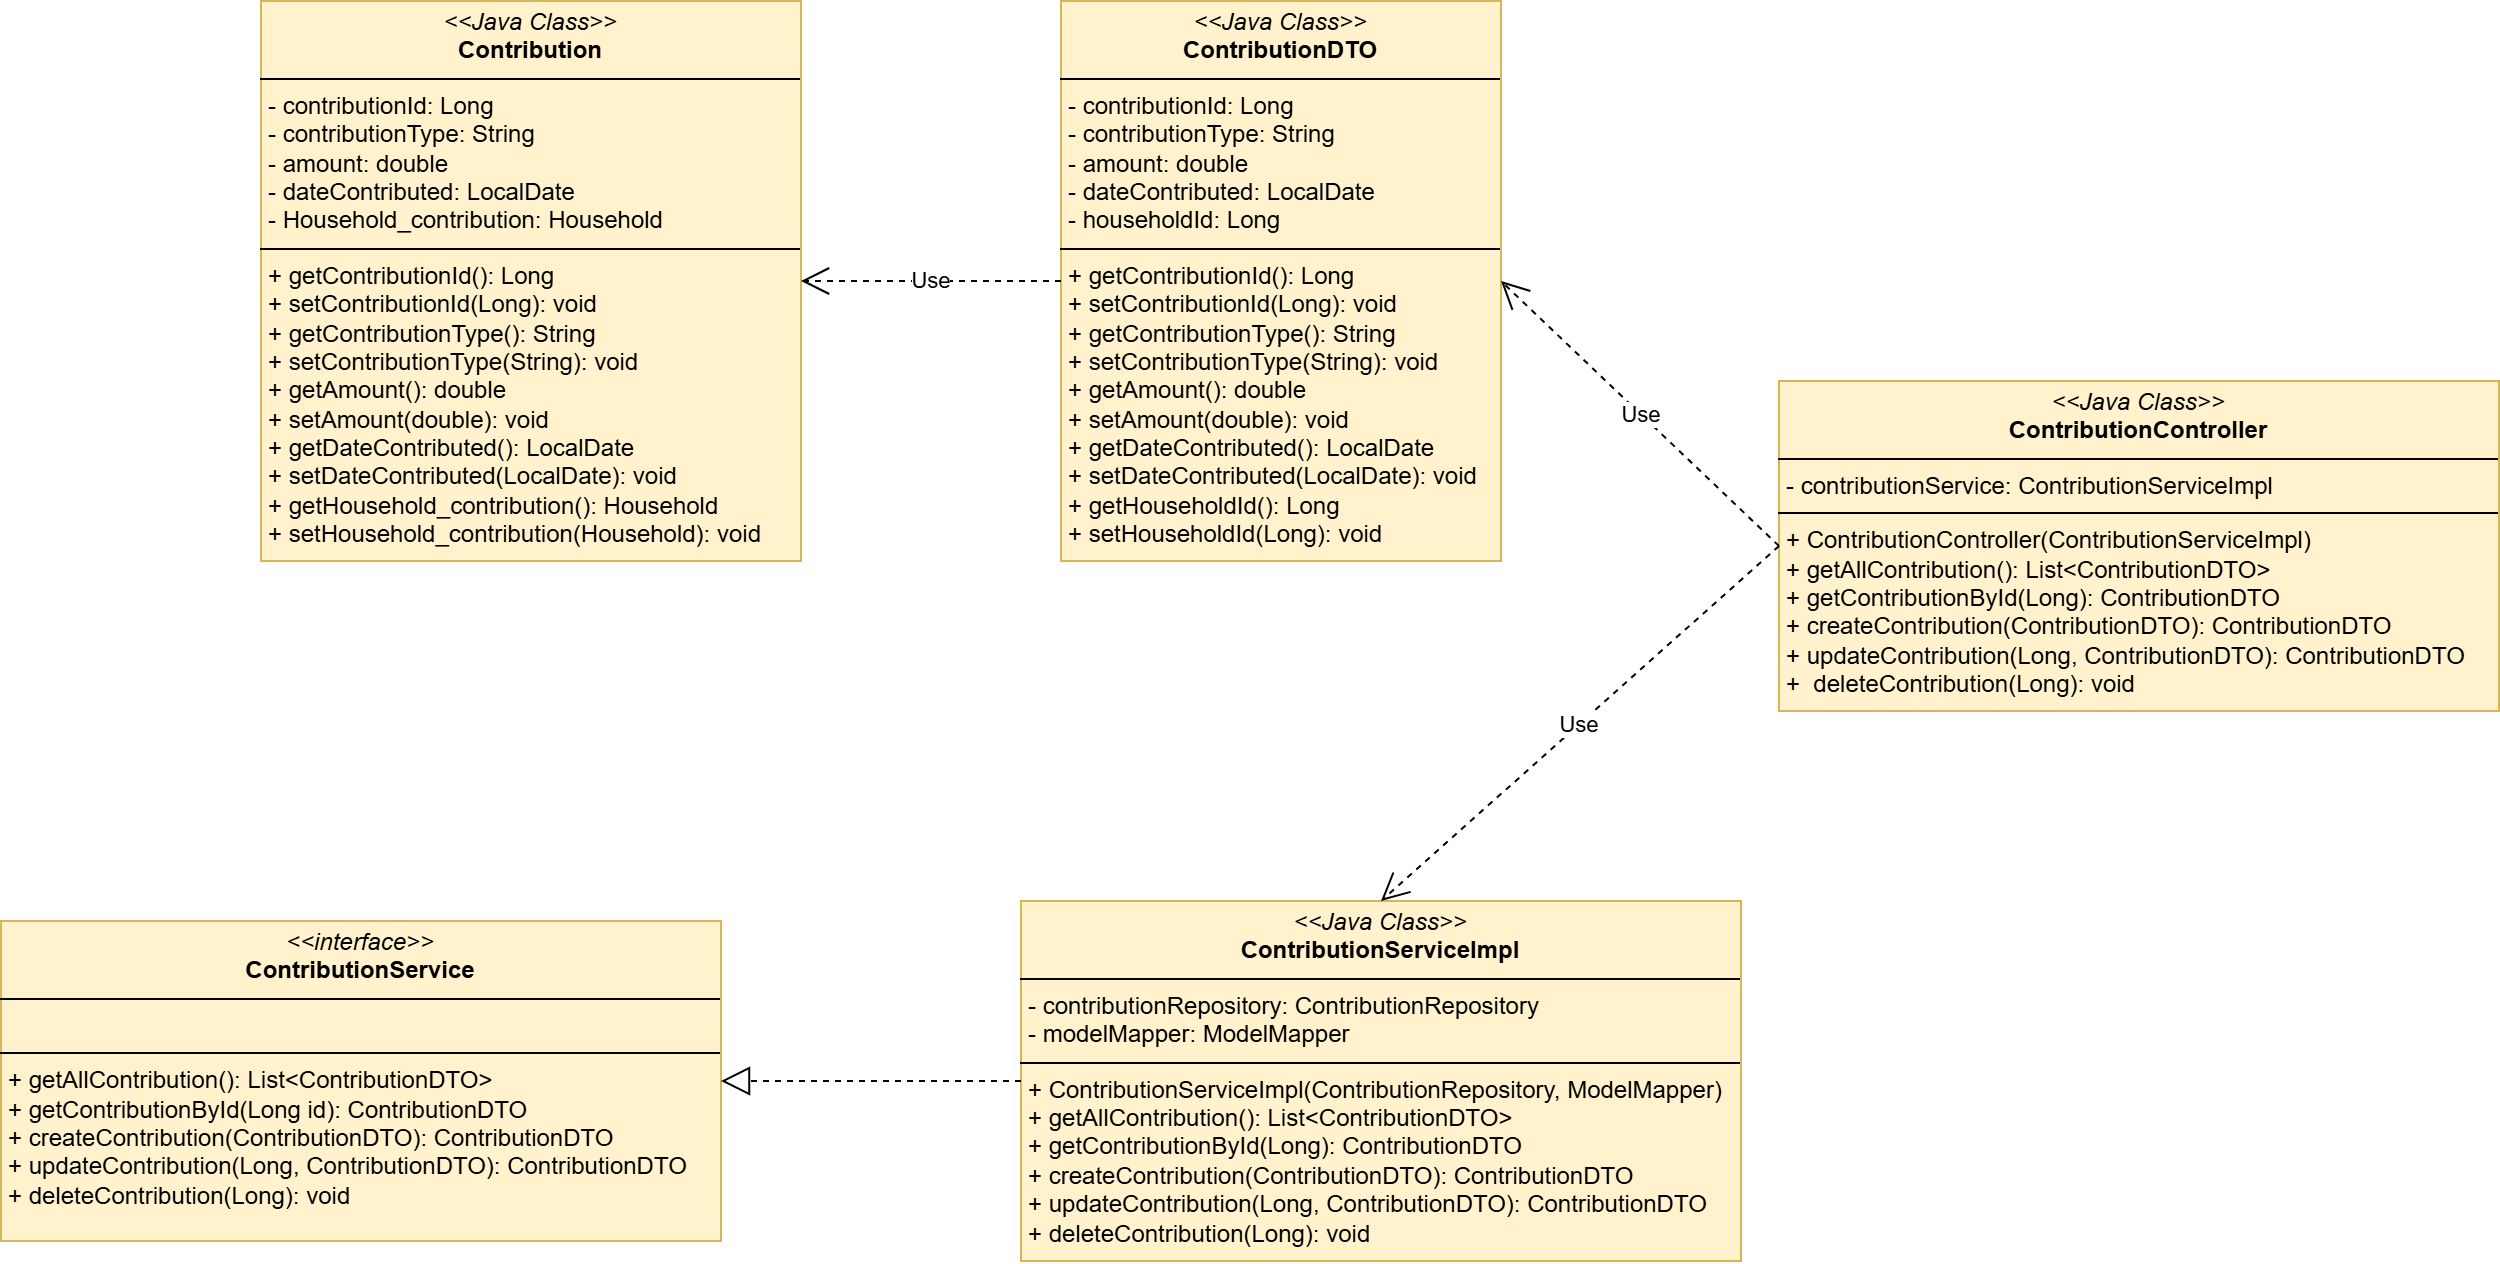 <<Java Class>>
Contribution
- contributionId: Long
- contributionType: String
- amount: double
- dateContributed: LocalDate
- Household_contribution: Household
+ getContributionId(): Long
+ setContributionId(Long): void
+ getContributionType(): String
+ setContributionType(String): void
+ getAmount(): double
+ setAmount(double): void
+ getDateContributed(): LocalDate
+ setDateContributed(LocalDate): void
+ getHousehold_contribution(): Household
+ setHousehold_contribution(Household): void
Use
<<Java Class>>
ContributionDTO
- contributionId: Long
- contributionType: String
- amount: double
- dateContributed: LocalDate
- householdId: Long
+ getContributionId(): Long
+ setContributionId(Long): void
+ getContributionType(): String
+ setContributionType(String): void
+ getAmount(): double
+ setAmount(double): void
+ getDateContributed(): LocalDate
+ setDateContributed(LocalDate): void
+ getHouseholdId(): Long
+ setHouseholdId(Long): void
Use
<<Java Class>>
ContributionController
- contributionService: ContributionServiceImpl
+ ContributionController(ContributionServiceImpl)
+ getAllContribution(): List<ContributionDTO>
+ getContributionById(Long): ContributionDTO
+ createContribution(ContributionDTO): ContributionDTO
+ updateContribution(Long, ContributionDTO): ContributionDTO
+  deleteContribution(Long): void
Use
<<interface>>
ContributionService
+ getAllContribution(): List<ContributionDTO>
+ getContributionById(Long id): ContributionDTO
+ createContribution(ContributionDTO): ContributionDTO
+ updateContribution(Long, ContributionDTO): ContributionDTO
+ deleteContribution(Long): void
<<Java Class>>
ContributionServiceImpl
- contributionRepository: ContributionRepository
- modelMapper: ModelMapper
+ ContributionServiceImpl(ContributionRepository, ModelMapper)
+ getAllContribution(): List<ContributionDTO>
+ getContributionById(Long): ContributionDTO
+ createContribution(ContributionDTO): ContributionDTO
+ updateContribution(Long, ContributionDTO): ContributionDTO
+ deleteContribution(Long): void